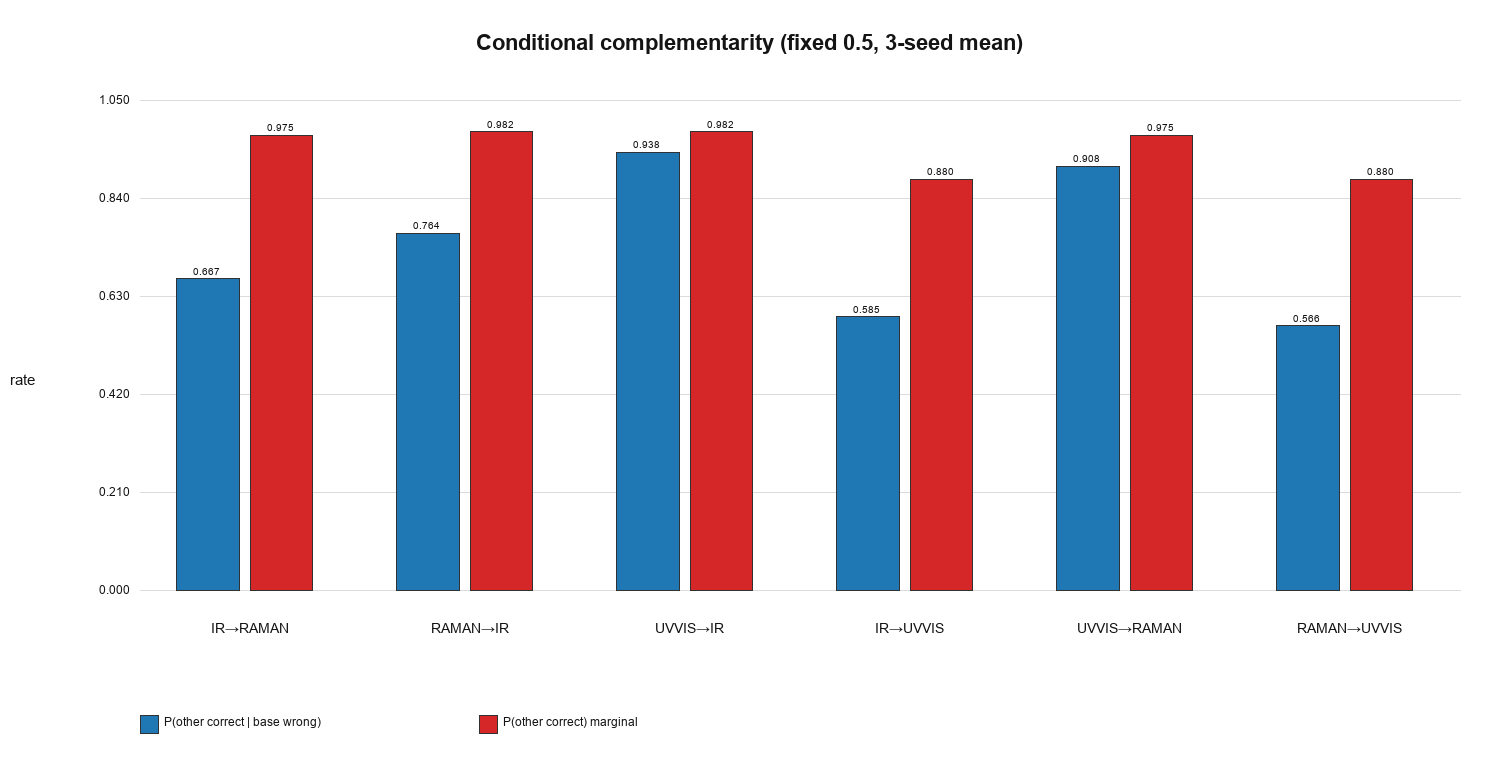 Conditional complementarity (fixed 0.5, 3-seed mean)
1.050
0.840
0.630
0.420
0.210
0.000
rate
0.667
0.975
0.764
0.982
0.938
0.982
0.585
0.880
0.908
0.975
0.566
0.880
IR→RAMAN
RAMAN→IR
UVVIS→IR
IR→UVVIS
UVVIS→RAMAN
RAMAN→UVVIS
P(other correct | base wrong)
P(other correct) marginal